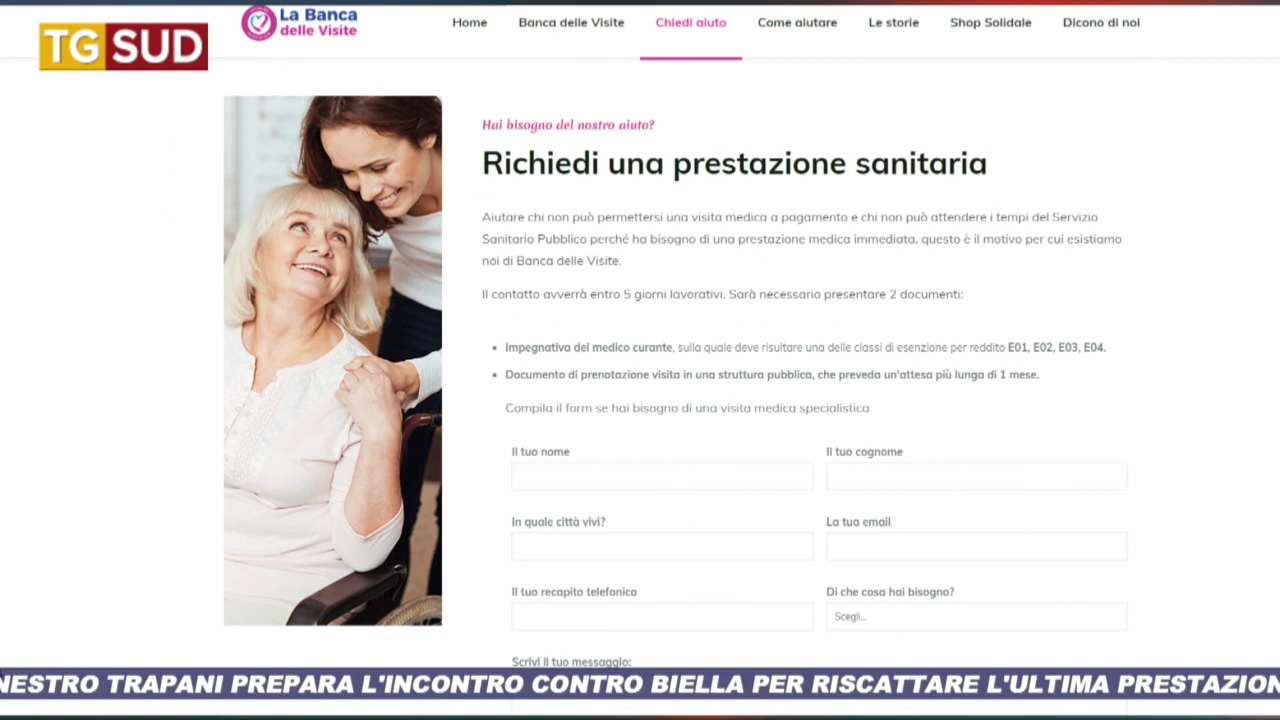 TG SUD
La Banca
delle Visite
Home Banca delle Visite Chiedi aiuto Come aiutare Le storie Shop Solidale Dicono di noi
Hai bisogno del nostro aiuto?
Richiedi una prestazione sanitaria
Aiutare chi non può permettersi una visita medica a pagamento e chi non può attendere i tempi del Servizio
Sanitario Pubblico perché ha bisogno di una prestazione medica immediata, questo è il motivo per cui esistiamo
noi di Banca delle Visite.
Il contatto avverrà entro 5 giorni lavorativi. Sarà necessario presentare 2 documenti:
• Impegnativa del medico curante, sulla quale deve risultare una delle classi di esenzione per reddito E01, E02, E03, E04.
• Documento di prenotazione visita in una struttura pubblica, che preveda un'attesa più lunga di 1 mese.
Compila il form se hai bisogno di una visita medica specialistica
Il tuo nome Il tuo cognome
In quale città vivi? La tua email
Il tuo recapito telefonico Di che cosa hai bisogno?
Scegli...
Scrivi il tuo messaggio:
NESTRO TRAPANI PREPARA L'INCONTRO CONTRO BIELLA PER RISCATTARE L'ULTIMA PRESTAZION